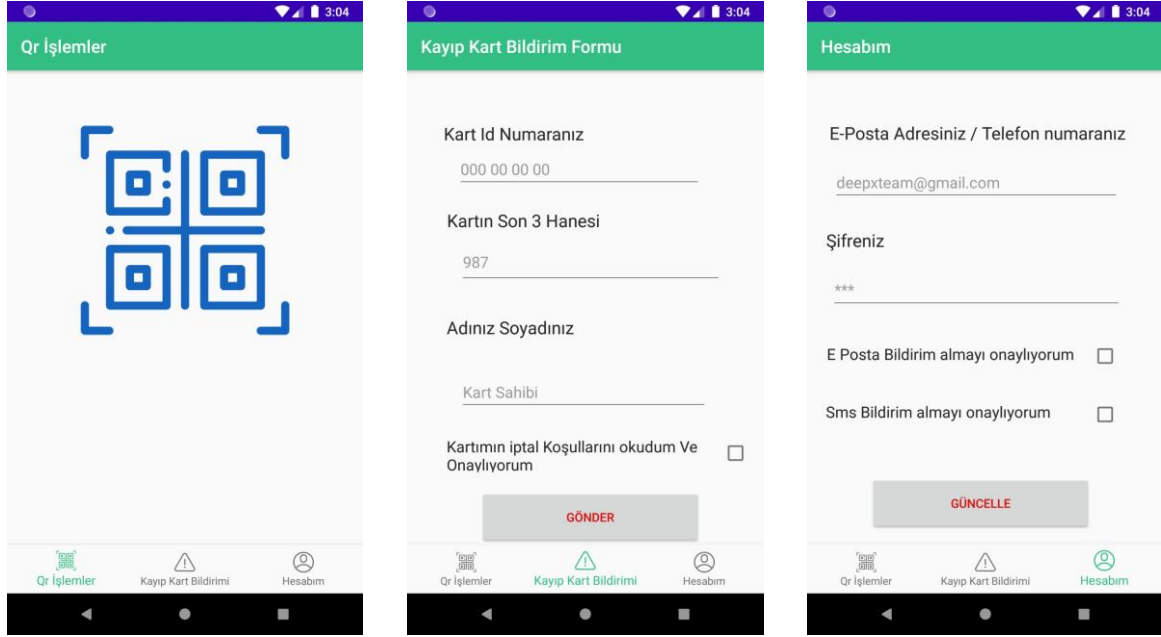 3:04
Qr İşlemler
Qr İşlemler
Kayıp Kart Bildirimi
Hesabım
3:04
Kayıp Kart Bildirim Formu
Kart Id Numaranız
000 00 00 00
Kartın Son 3 Hanesi
987
Adınız Soyadınız
Kart Sahibi
Kartımın iptal Koşullarını okudum Ve
Onaylıyorum
GÖNDER
Qr İşlemler
Kayıp Kart Bildirimi
Hesabım
3:04
Hesabım
E-Posta Adresiniz / Telefon numaranız
deepxteam@gmail.com
Şifreniz
***
E Posta Bildirim almayı onaylıyorum
Sms Bildirim almayı onaylıyorum
GÜNCELLE
Qr İşlemler
Kayıp Kart Bildirimi
Hesabım